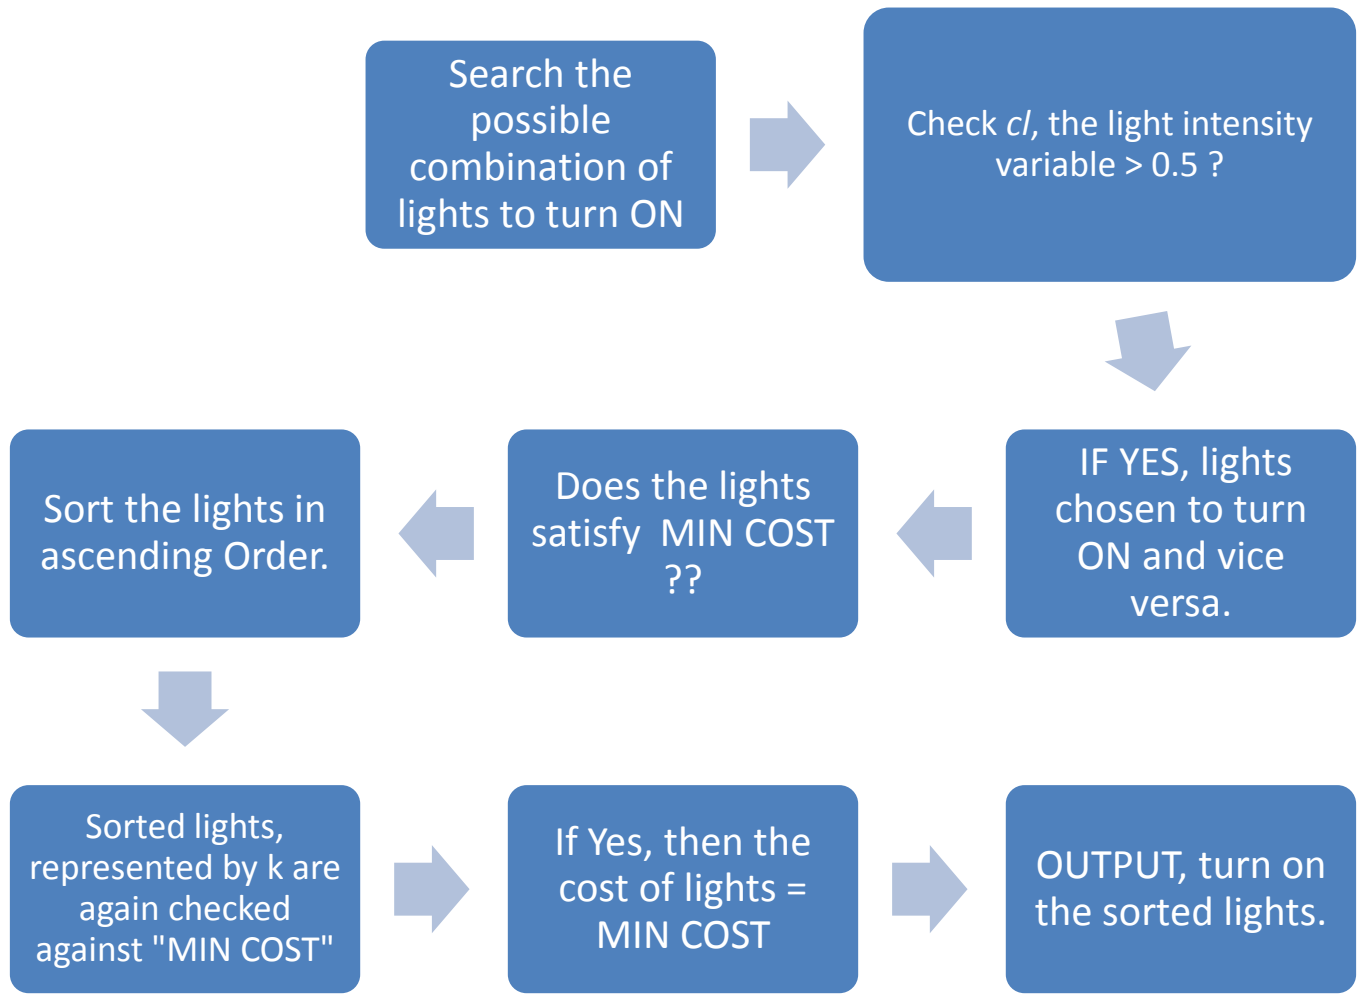 Search the
possible
combination of
lights to turn ON
Check cl, the light intensity
variable > 0.5 ?
IF YES, lights
chosen to turn
ON and vice
versa.
Does the lights
satisfy MIN COST
??
Sort the lights in
ascending Order.
Sorted lights,
represented by k are
again checked
against "MIN COST"
If Yes, then the
cost of lights =
MIN COST
OUTPUT, turn on
the sorted lights.